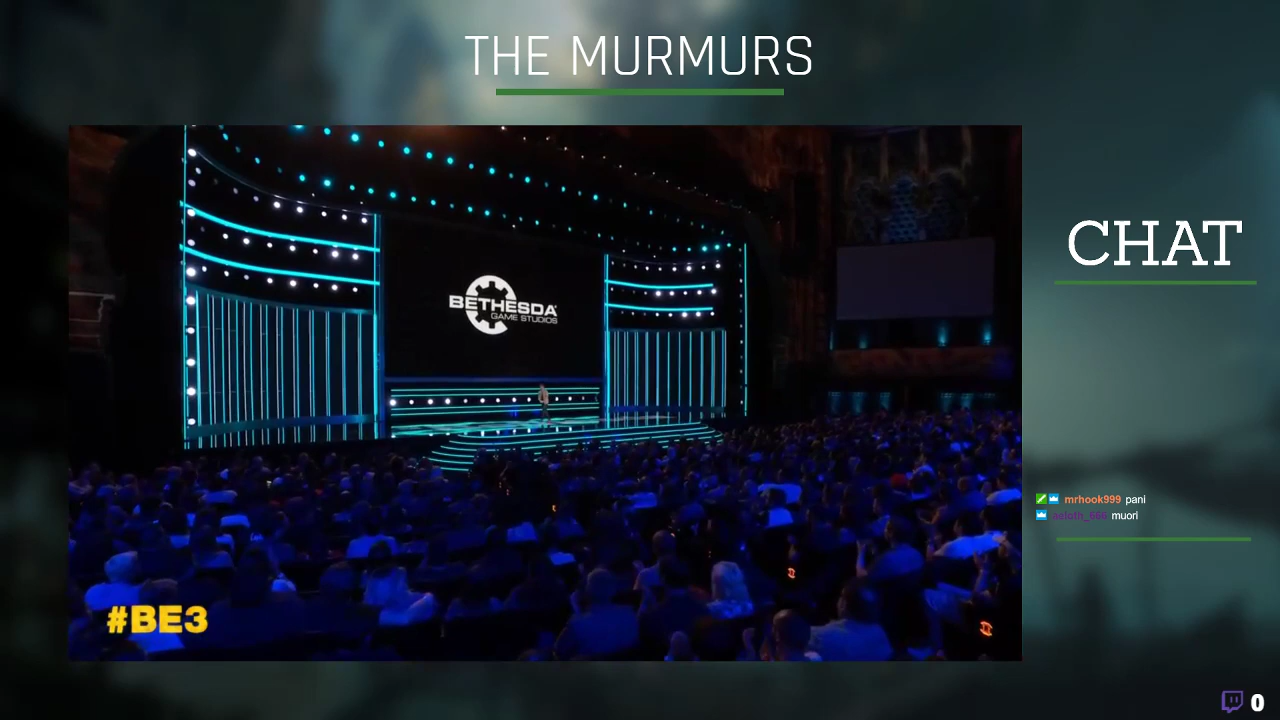 THE MURMURS
BETHESDA
GAME STUDIOS
CHAT
mrhook999 pani
muori
#BE3
0